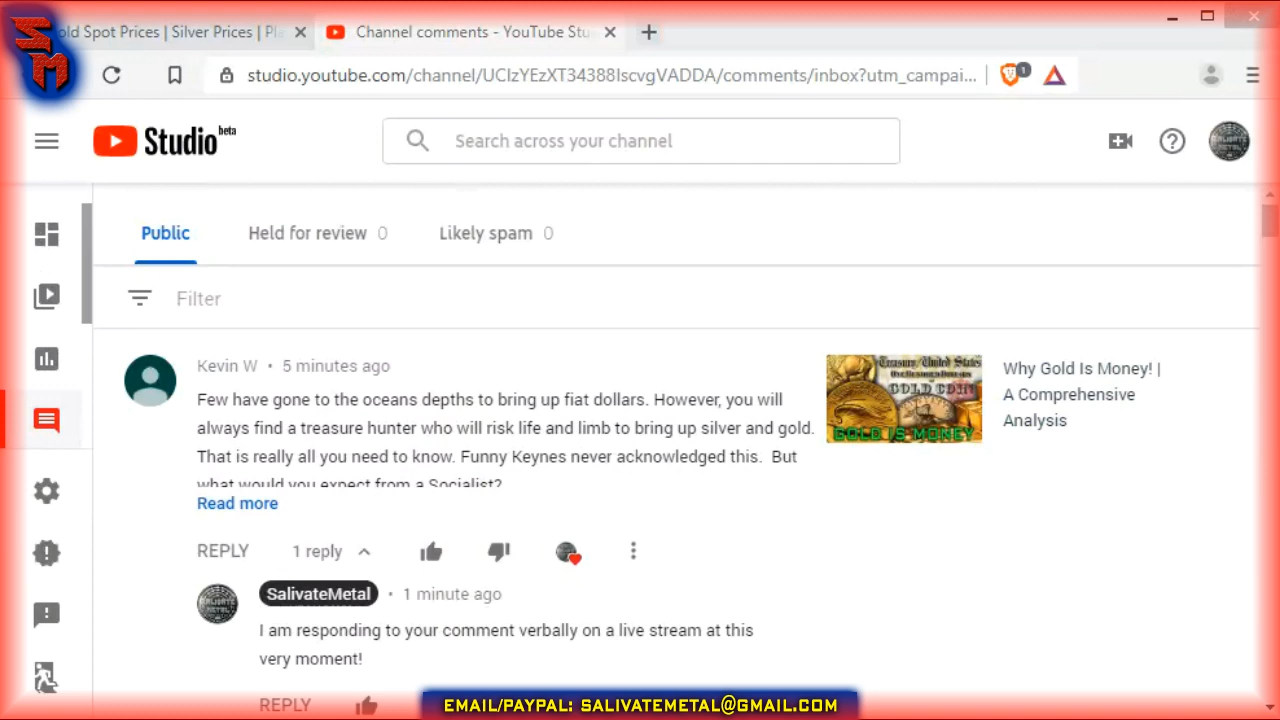 SM
old Spot Prices | Silver Prices | Pl
Channel comments - YouTube Stu
studio.youtube.com/channel/UCIzYEzXT34388IscvgVADDA/comments/inbox?utm_campai...
1
Studio beta
Search across your channel
Public
Held for review 0
Likely spam 0
Filter
Kevin W • 5 minutes ago
Few have gone to the oceans depths to bring up fiat dollars. However, you will
always find a treasure hunter who will risk life and limb to bring up silver and gold.
That is really all you need to know. Funny Keynes never acknowledged this. But
what would you expect from a Socialist?
Read more
Treasury/United States
GOLD COIN
GOLD IS MONEY
Why Gold Is Money! |
A Comprehensive
Analysis
REPLY
1 reply
SalivateMetal • 1 minute ago
I am responding to your comment verbally on a live stream at this
very moment!
REPLY
EMAIL/PAYPAL: SALIVATEMETAL@GMAIL.COM